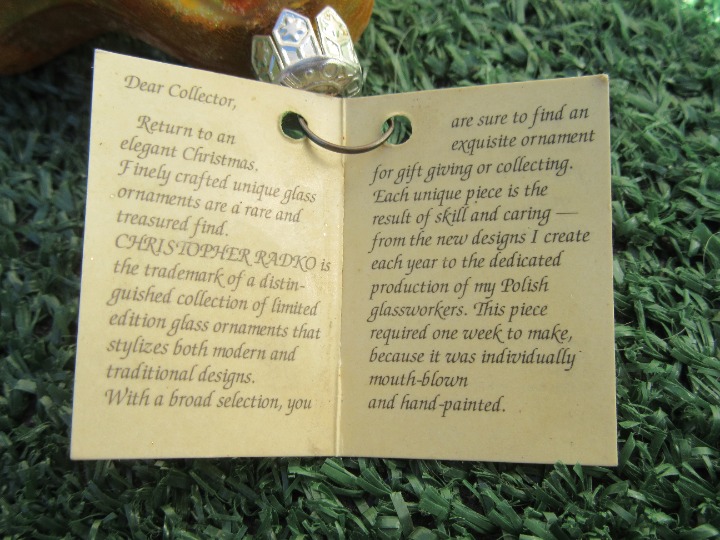 Dear Collector,
Return to an
elegant Christmas.
Finely crafted unique glass
ornaments are a rare and
treasured find.
CHRISTOPHER RADKO is
the trademark of a distin-
guished collection of limited
edition glass ornaments that
stylizes both modern and
traditional designs.
With a broad selection, you
are sure to find an
exquisite ornament
for gift giving or collecting.
Each unique piece is the
result of skill and caring —
from the new designs I create
each year to the dedicated
production of my Polish
glassworkers. This piece
required one week to make,
because it was individually
mouth-blown
and hand-painted.